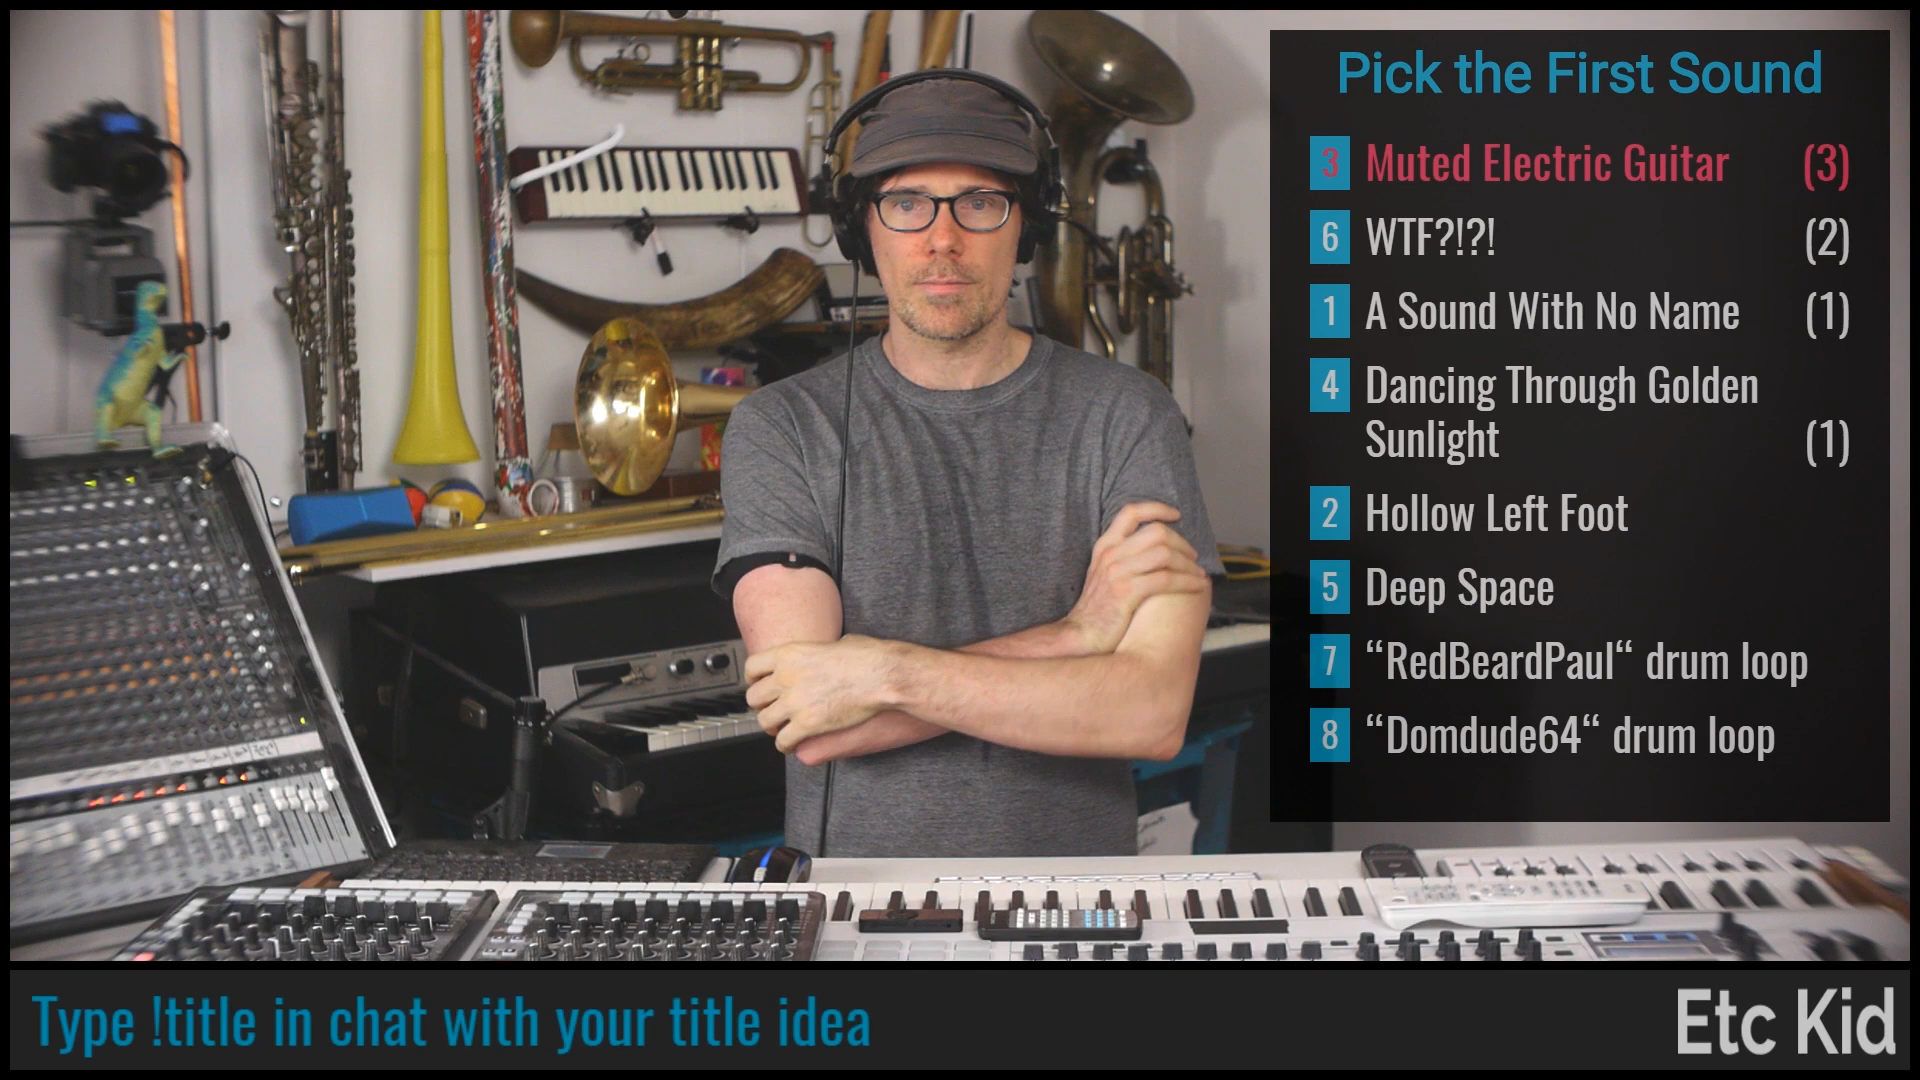 Pick the First Sound
3 Muted Electric Guitar (3)
6 WTF?!?! (2)
1 A Sound With No Name (1)
4 Dancing Through Golden
Sunlight (1)
2 Hollow Left Foot
5 Deep Space
7 “RedBeardPaul“ drum loop
8 “Domdude64“ drum loop
Type !title in chat with your title idea
Etc Kid